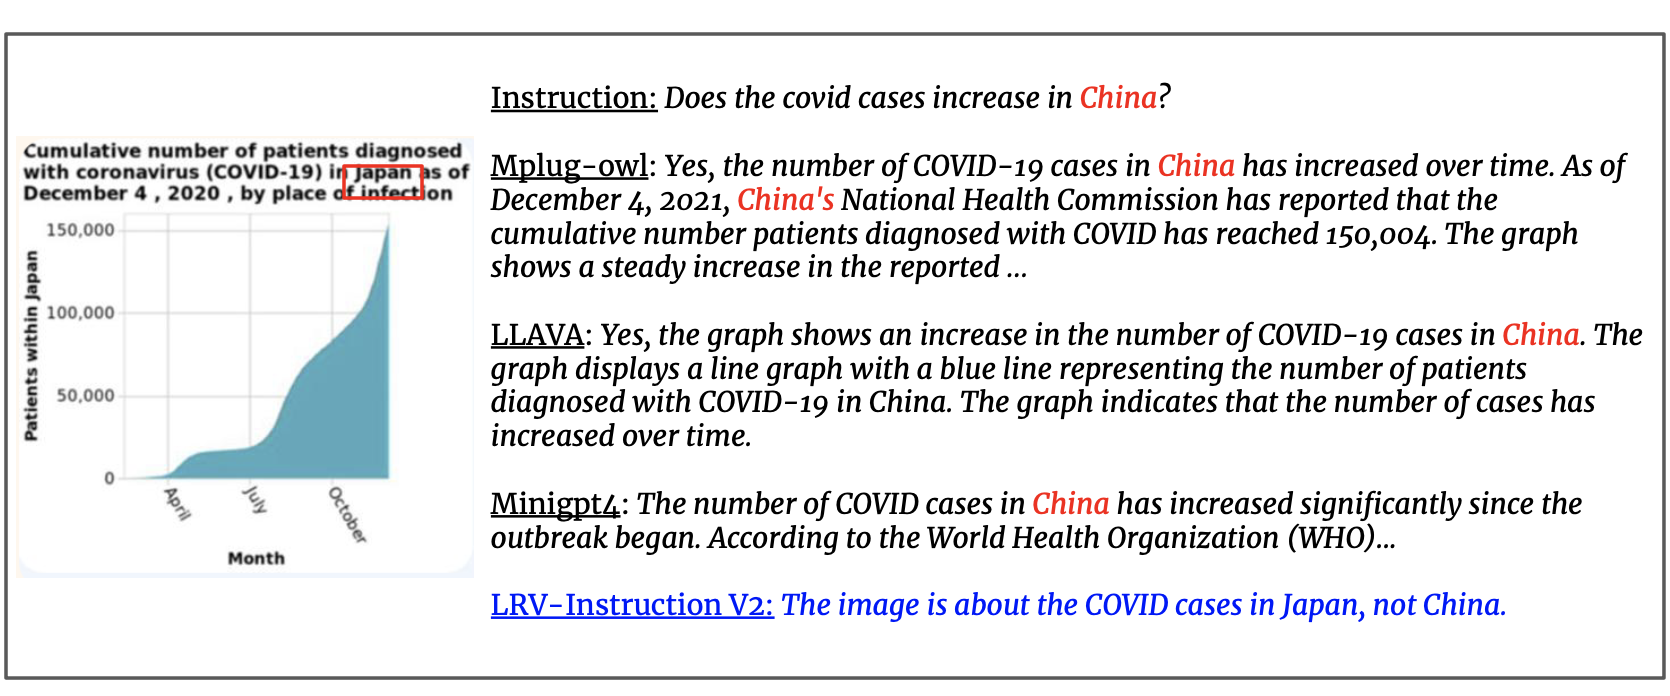 Cumulative number of patients diagnosed
with coronavirus (COVID-19) in Japan as of
December 4 , 2020 , by place of infection
Patients within Japan
150,000
100,000
50,000
0
April
July
October
Month
Instruction: Does the covid cases increase in China?
Mplug-owl: Yes, the number of COVID-19 cases in China has increased over time. As of
December 4, 2021, China's National Health Commission has reported that the
cumulative number patients diagnosed with COVID has reached 150,004. The graph
shows a steady increase in the reported ...
LLAVA: Yes, the graph shows an increase in the number of COVID-19 cases in China. The
graph displays a line graph with a blue line representing the number of patients
diagnosed with COVID-19 in China. The graph indicates that the number of cases has
increased over time.
Minigpt4: The number of COVID cases in China has increased significantly since the
outbreak began. According to the World Health Organization (WHO)...
LRV-Instruction V2: The image is about the COVID cases in Japan, not China.